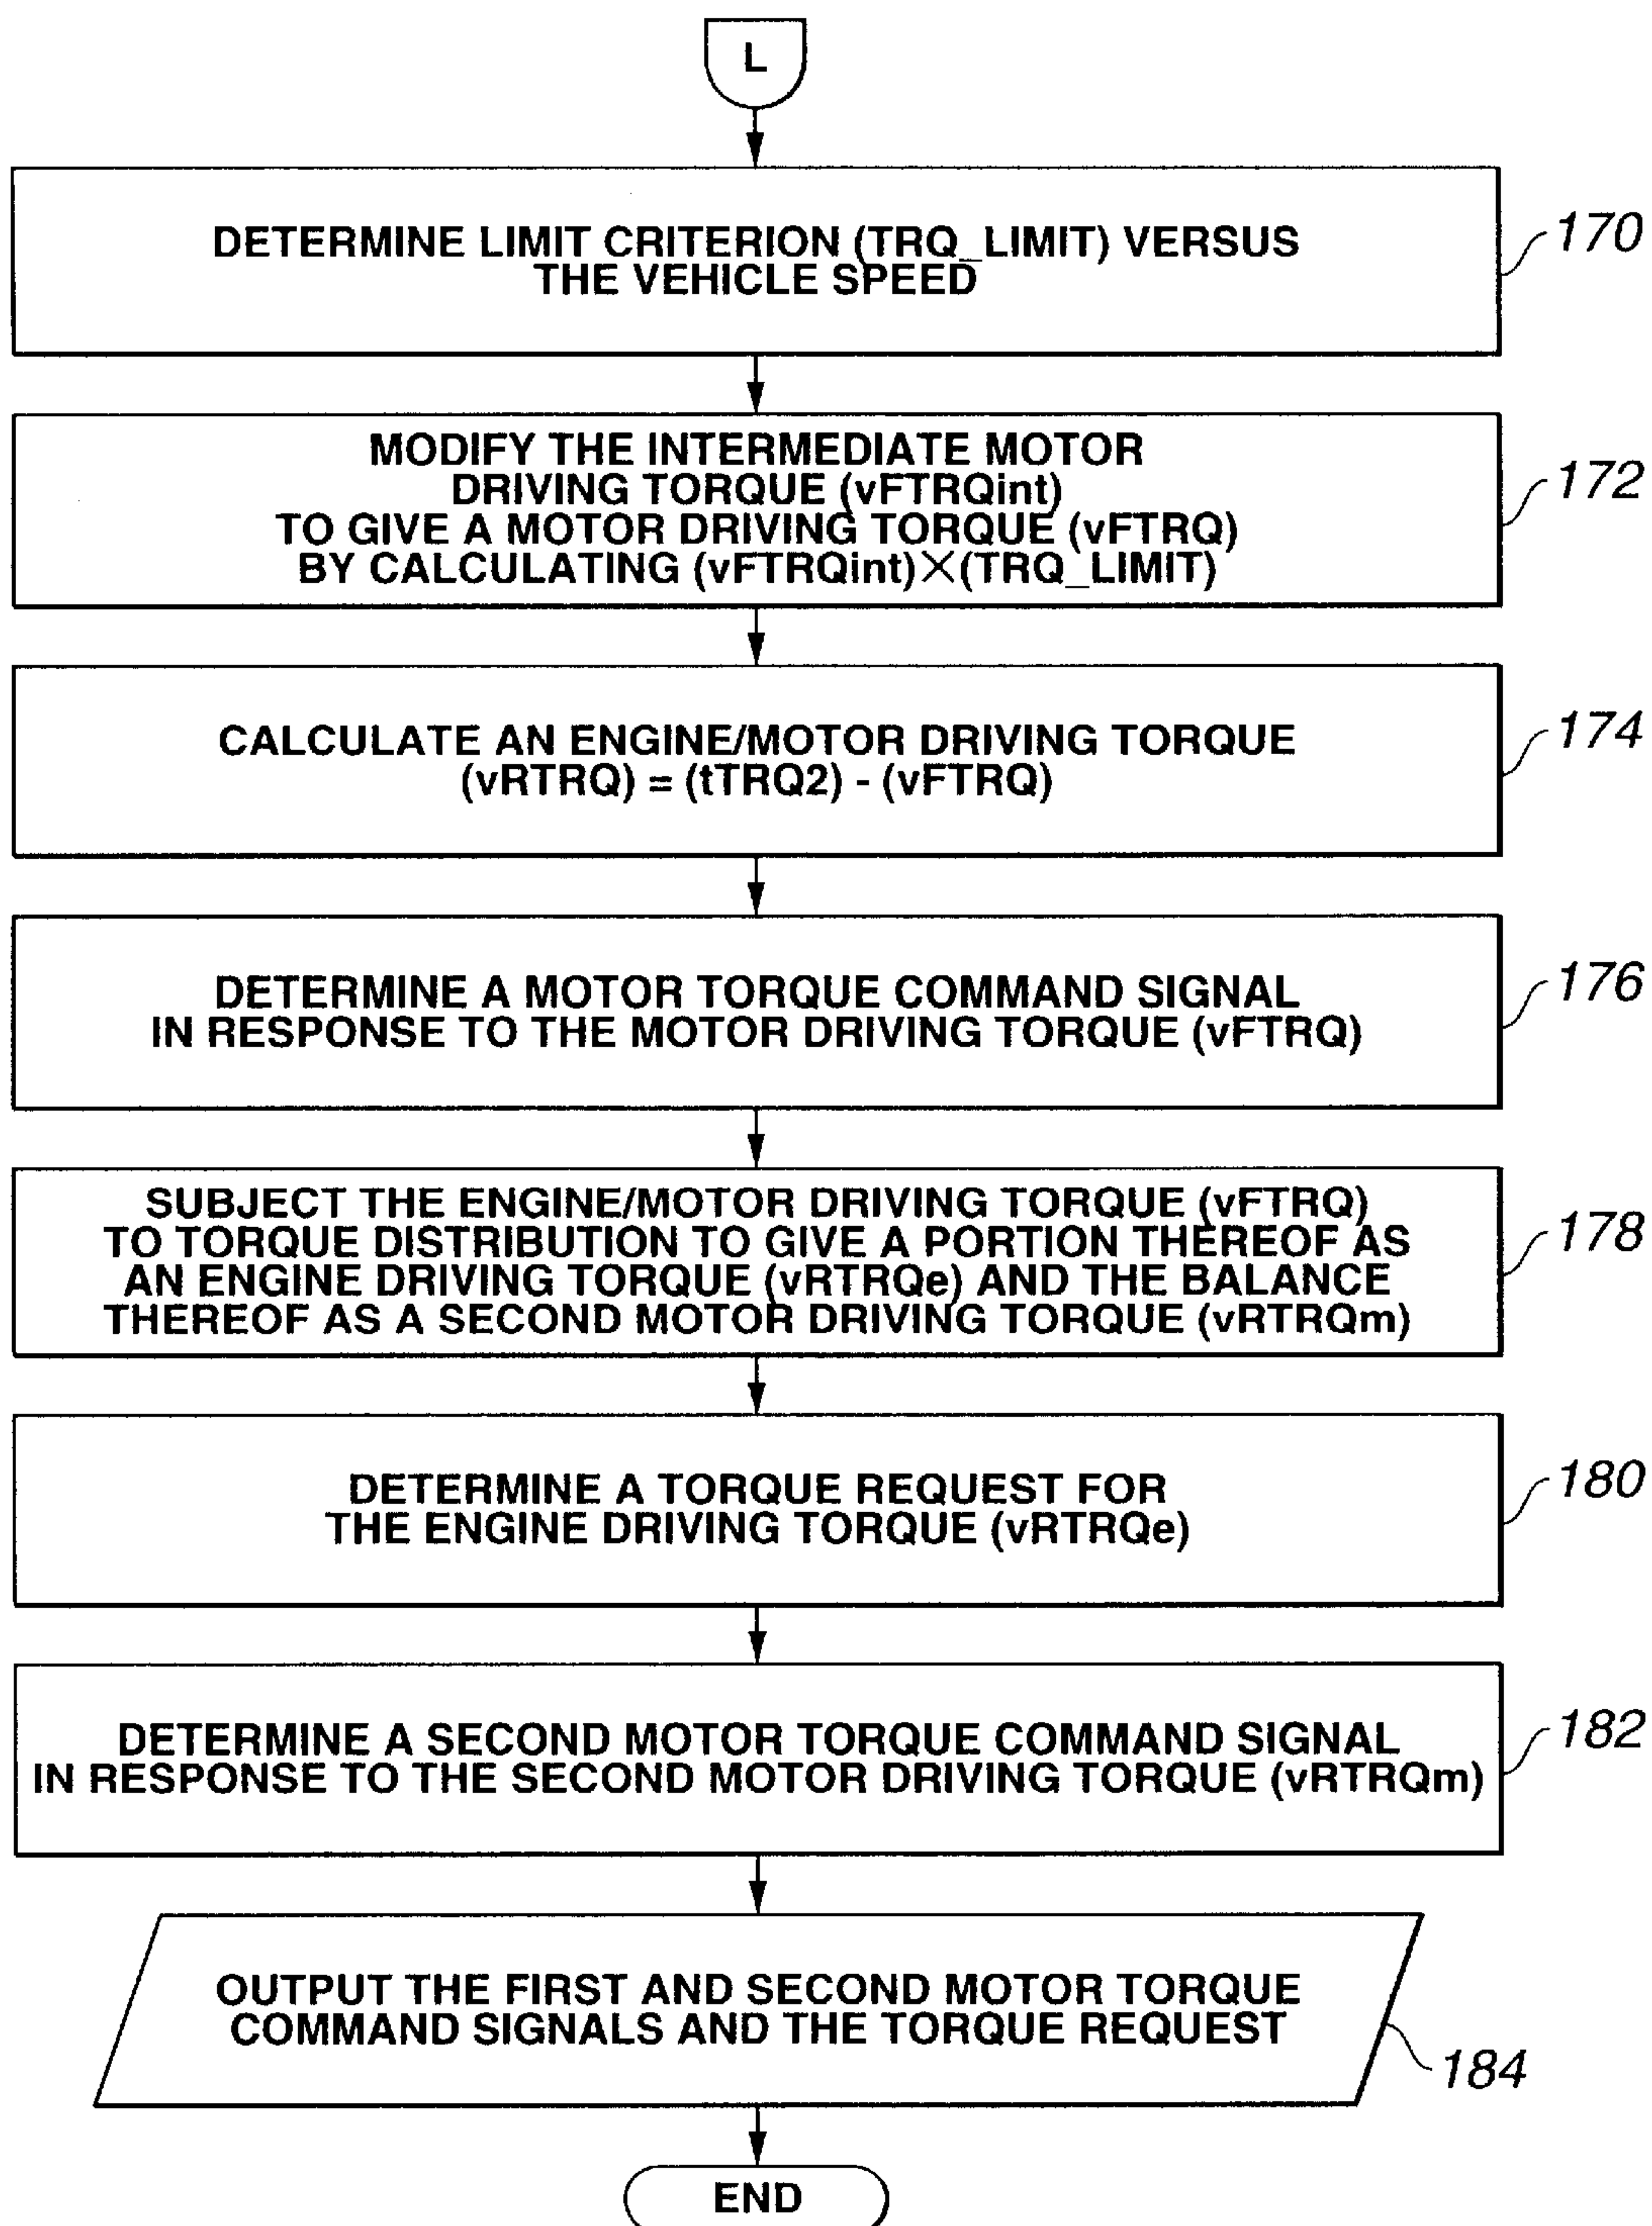 L
DETERMINE LIMIT CRITERION (TRQ_LIMIT) VERSUS
THE VEHICLE SPEED
170
MODIFY THE INTERMEDIATE MOTOR
DRIVING TORQUE (vFTRQint)
TO GIVE A MOTOR DRIVING TORQUE (vFTRQ)
BY CALCULATING (vFTRQint)×(TRQ_LIMIT)
172
CALCULATE AN ENGINE/MOTOR DRIVING TORQUE
(vRTRQ) = (tTRQ2) - (vFTRQ)
174
DETERMINE A MOTOR TORQUE COMMAND SIGNAL
IN RESPONSE TO THE MOTOR DRIVING TORQUE (vFTRQ)
176
SUBJECT THE ENGINE/MOTOR DRIVING TORQUE (vFTRQ)
TO TORQUE DISTRIBUTION TO GIVE A PORTION THEREOF AS
AN ENGINE DRIVING TORQUE (vRTRQe) AND THE BALANCE
THEREOF AS A SECOND MOTOR DRIVING TORQUE (vRTRQm)
178
DETERMINE A TORQUE REQUEST FOR
THE ENGINE DRIVING TORQUE (vRTRQe)
180
DETERMINE A SECOND MOTOR TORQUE COMMAND SIGNAL
IN RESPONSE TO THE SECOND MOTOR DRIVING TORQUE (vRTRQm)
182
OUTPUT THE FIRST AND SECOND MOTOR TORQUE
COMMAND SIGNALS AND THE TORQUE REQUEST
184
END